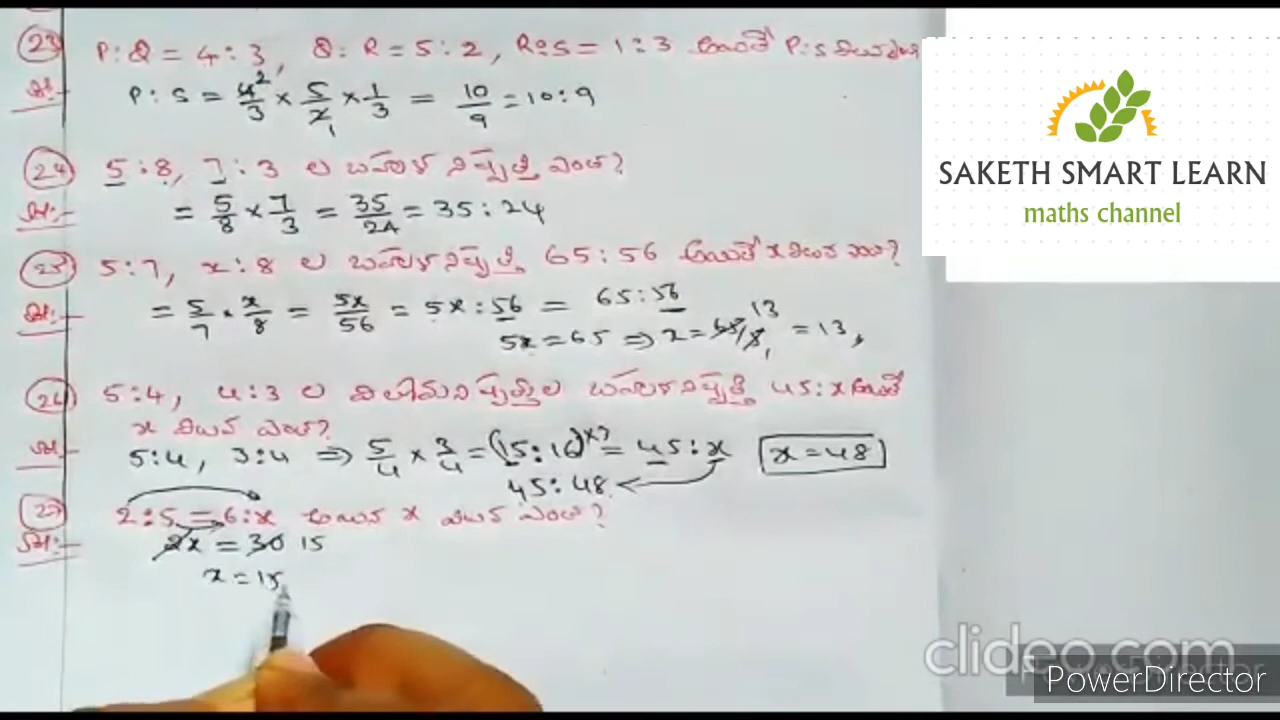 23 P:Q = 4:3, Q:R = 5:2, R:S = 1:3 అయితే P:S విలువ
జ:- P:S = 4/3 2 × 5/2 1 × 1/3 = 10/9 = 10:9
24 5:8, 7:3 ల బహుళ నిష్పత్తి ఎంత?
జ:- = 5/8 × 7/3 = 35/24 = 35:24
25 5:7, x:8 ల బహుళ నిష్పత్తి 65:56 అయితే x విలువ ఎంత?
జ:- = 5/7 × x/8 = 5x/56 = 5x:56 = 65:56
5x = 65 ⇒ x = 65/5 13 1 = 13,
26 5:4, 4:3 ల విలోమ నిష్పత్తుల బహుళ నిష్పత్తి 45:x అయితే
x విలువ ఎంత?
జ 5:4, 3:4 ⇒ 5/4 × 3/4 = (15:16)×3 = 45:x x=48
45:48
27 2:5 = 6:x అయిన x విలువ ఎంత?
జ:- 2x = 30 15
x = 15
SAKETH SMART LEARN
maths channel
clideo.com
PowerDirector